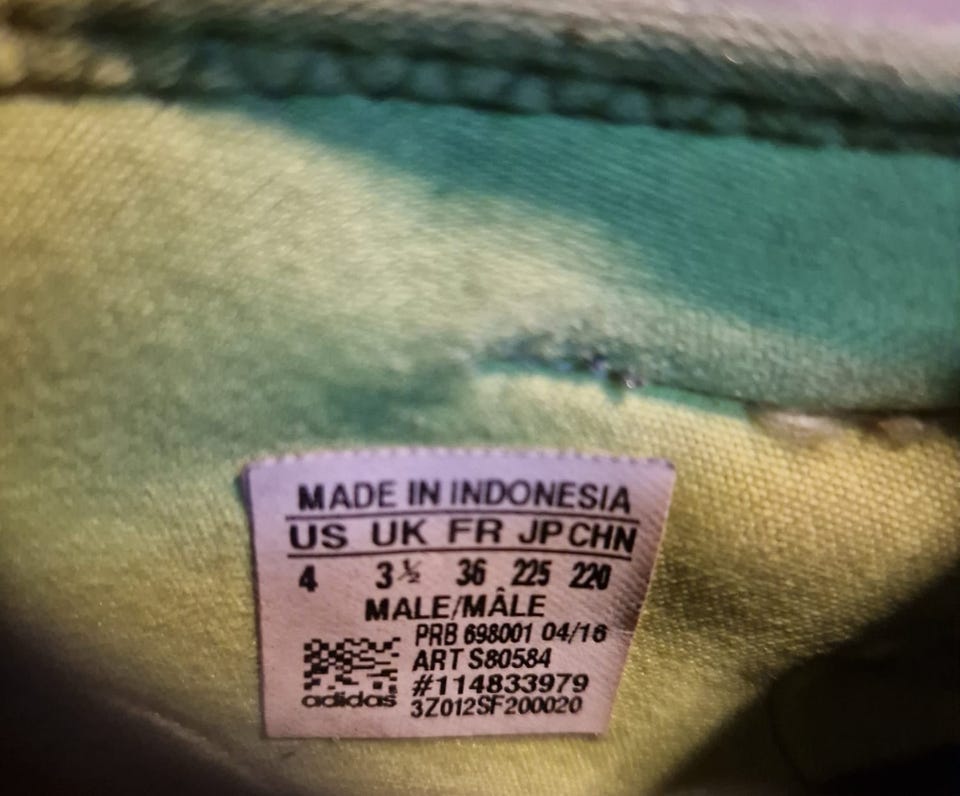 MADE IN INDONESIA
US UK FR JP CHN
4 3½ 36 225 220
MALE/MÂLE
PRB 698001 04/16
ART S80584
#114833979
adidas 3Z012SF200020